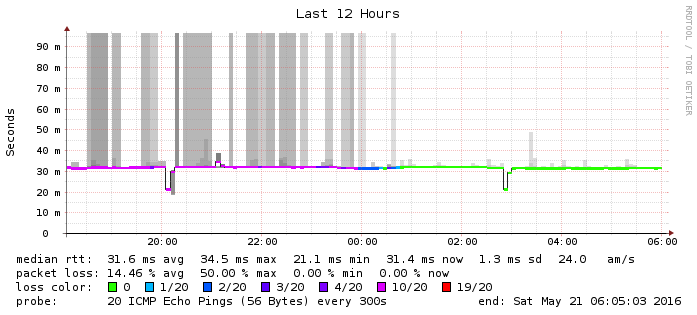 Last 12 Hours
RRDTOOL / TOBI OETIKER
Seconds
90 m
80 m
70 m
60 m
50 m
40 m
30 m
20 m
10 m
0
20:00 22:00 00:00 02:00 04:00 06:00
median rtt: 31.6 ms avg 34.5 ms max 21.1 ms min 31.4 ms now 1.3 ms sd 24.0 am/s
packet loss: 14.46 % avg 50.00 % max 0.00 % min 0.00 % now
loss color: 0 1/20 2/20 3/20 4/20 10/20 19/20
probe: 20 ICMP Echo Pings (56 Bytes) every 300s end: Sat May 21 06:05:03 2016